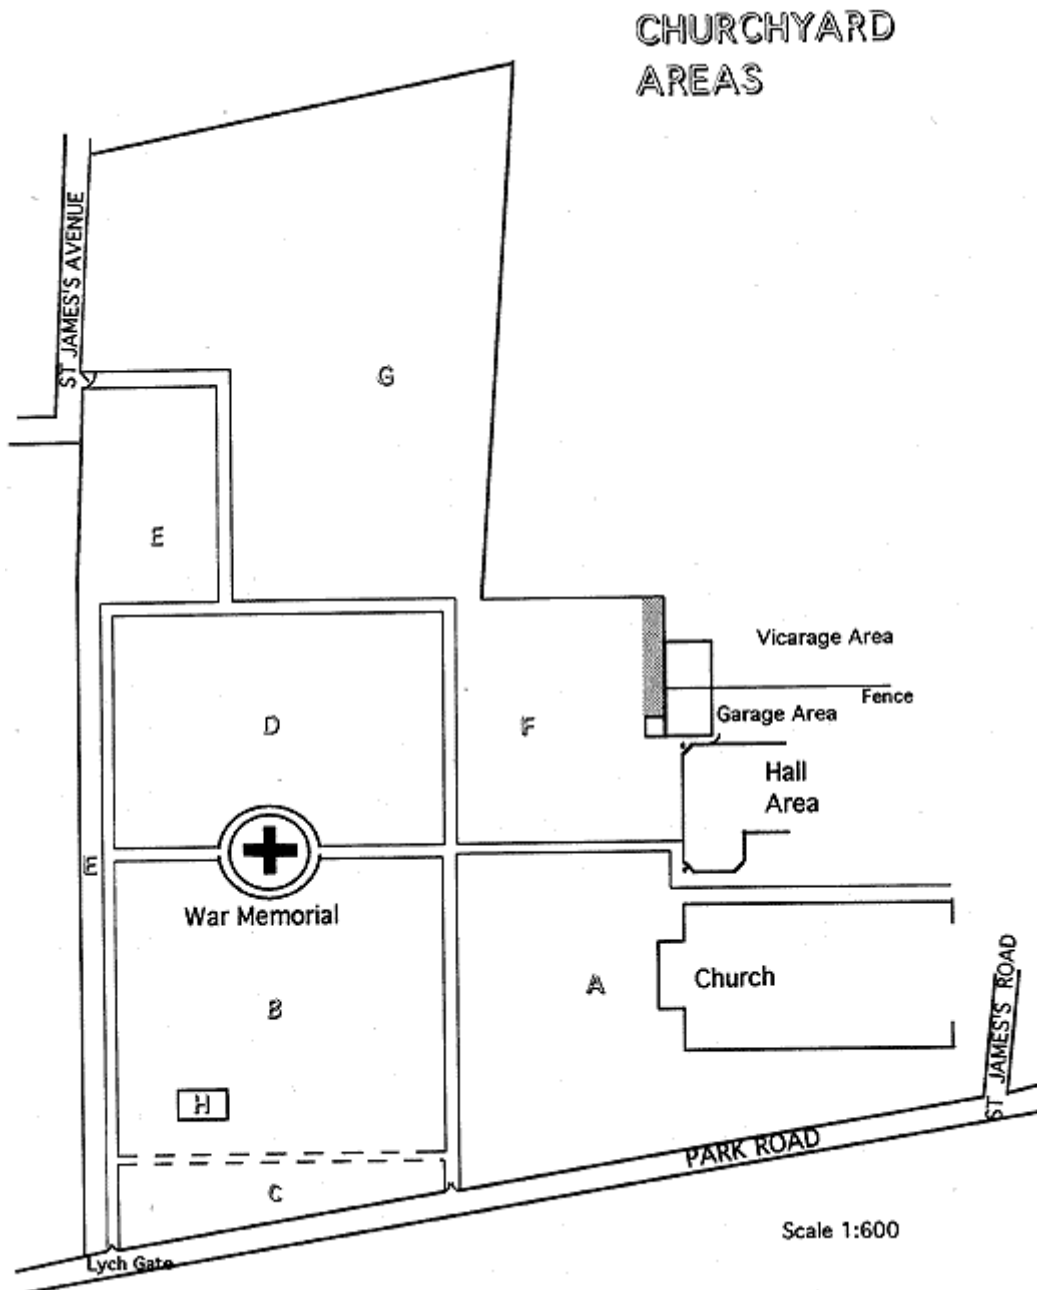 CHURCHYARD
AREAS
ST JAMES'S AVENUE
G
E
Vicarage Area
Fence
D
F
Garage Area
Hall
Area
E
War Memorial
A
Church
B
ST JAMES'S ROAD
H
PARK ROAD
C
Scale 1:600
Lych Gate